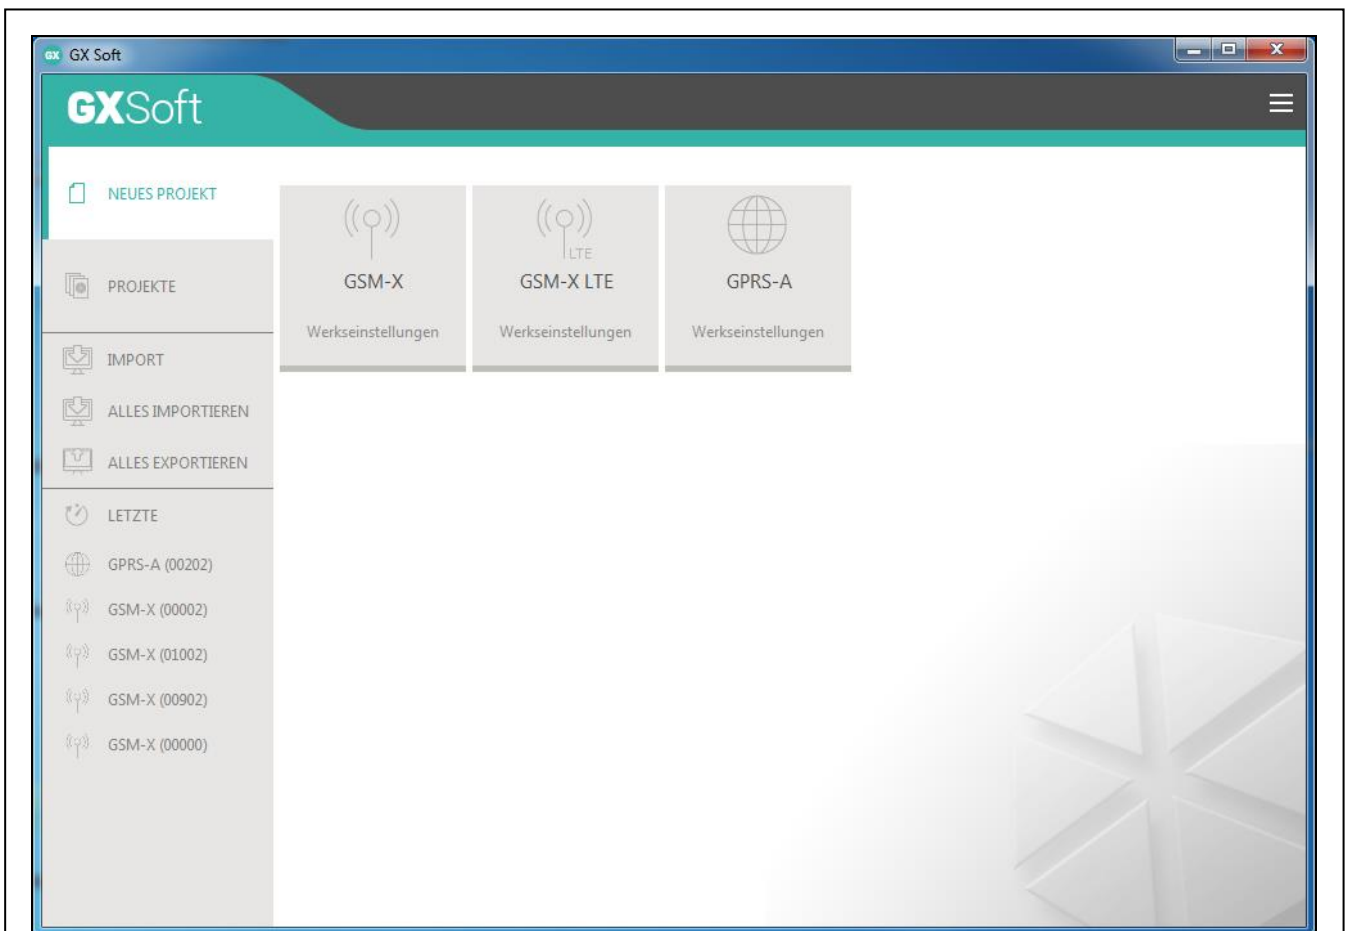 GX GX Soft
GXSoft
NEUES PROJEKT
PROJEKTE
IMPORT
ALLES IMPORTIEREN
ALLES EXPORTIEREN
LETZTE
GPRS-A (00202)
GSM-X (00002)
GSM-X (01002)
GSM-X (00902)
GSM-X (00000)
GSM-X
Werkseinstellungen
LTE
GSM-X LTE
Werkseinstellungen
GPRS-A
Werkseinstellungen